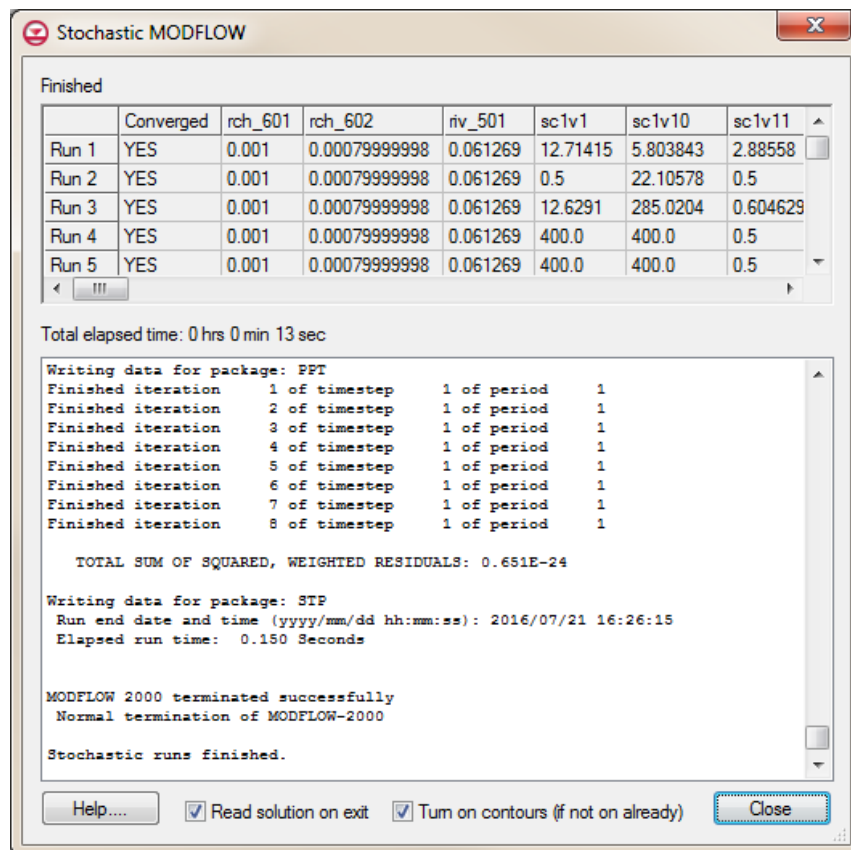 Stochastic MODFLOW
Finished
Converged rch_601 rch_602 riv_501 sc1v1 sc1v10 sc1v11
Run 1 YES 0.001 0.00079999998 0.061269 12.71415 5.803843 2.88558
Run 2 YES 0.001 0.00079999998 0.061269 0.5 22.10578 0.5
Run 3 YES 0.001 0.00079999998 0.061269 12.6291 285.0204 0.604629
Run 4 YES 0.001 0.00079999998 0.061269 400.0 400.0 0.5
Run 5 YES 0.001 0.00079999998 0.061269 400.0 400.0 0.5
Total elapsed time: 0 hrs 0 min 13 sec
Writing data for package: PPT
Finished iteration 1 of timestep 1 of period 1
Finished iteration 2 of timestep 1 of period 1
Finished iteration 3 of timestep 1 of period 1
Finished iteration 4 of timestep 1 of period 1
Finished iteration 5 of timestep 1 of period 1
Finished iteration 6 of timestep 1 of period 1
Finished iteration 7 of timestep 1 of period 1
Finished iteration 8 of timestep 1 of period 1
TOTAL SUM OF SQUARED, WEIGHTED RESIDUALS: 0.651E-24
Writing data for package: STP
Run end date and time (yyyy/mm/dd hh:mm:ss): 2016/07/21 16:26:15
Elapsed run time: 0.150 Seconds
MODFLOW 2000 terminated successfully
Normal termination of MODFLOW-2000
Stochastic runs finished.
Help.... Read solution on exit Turn on contours (if not on already) Close